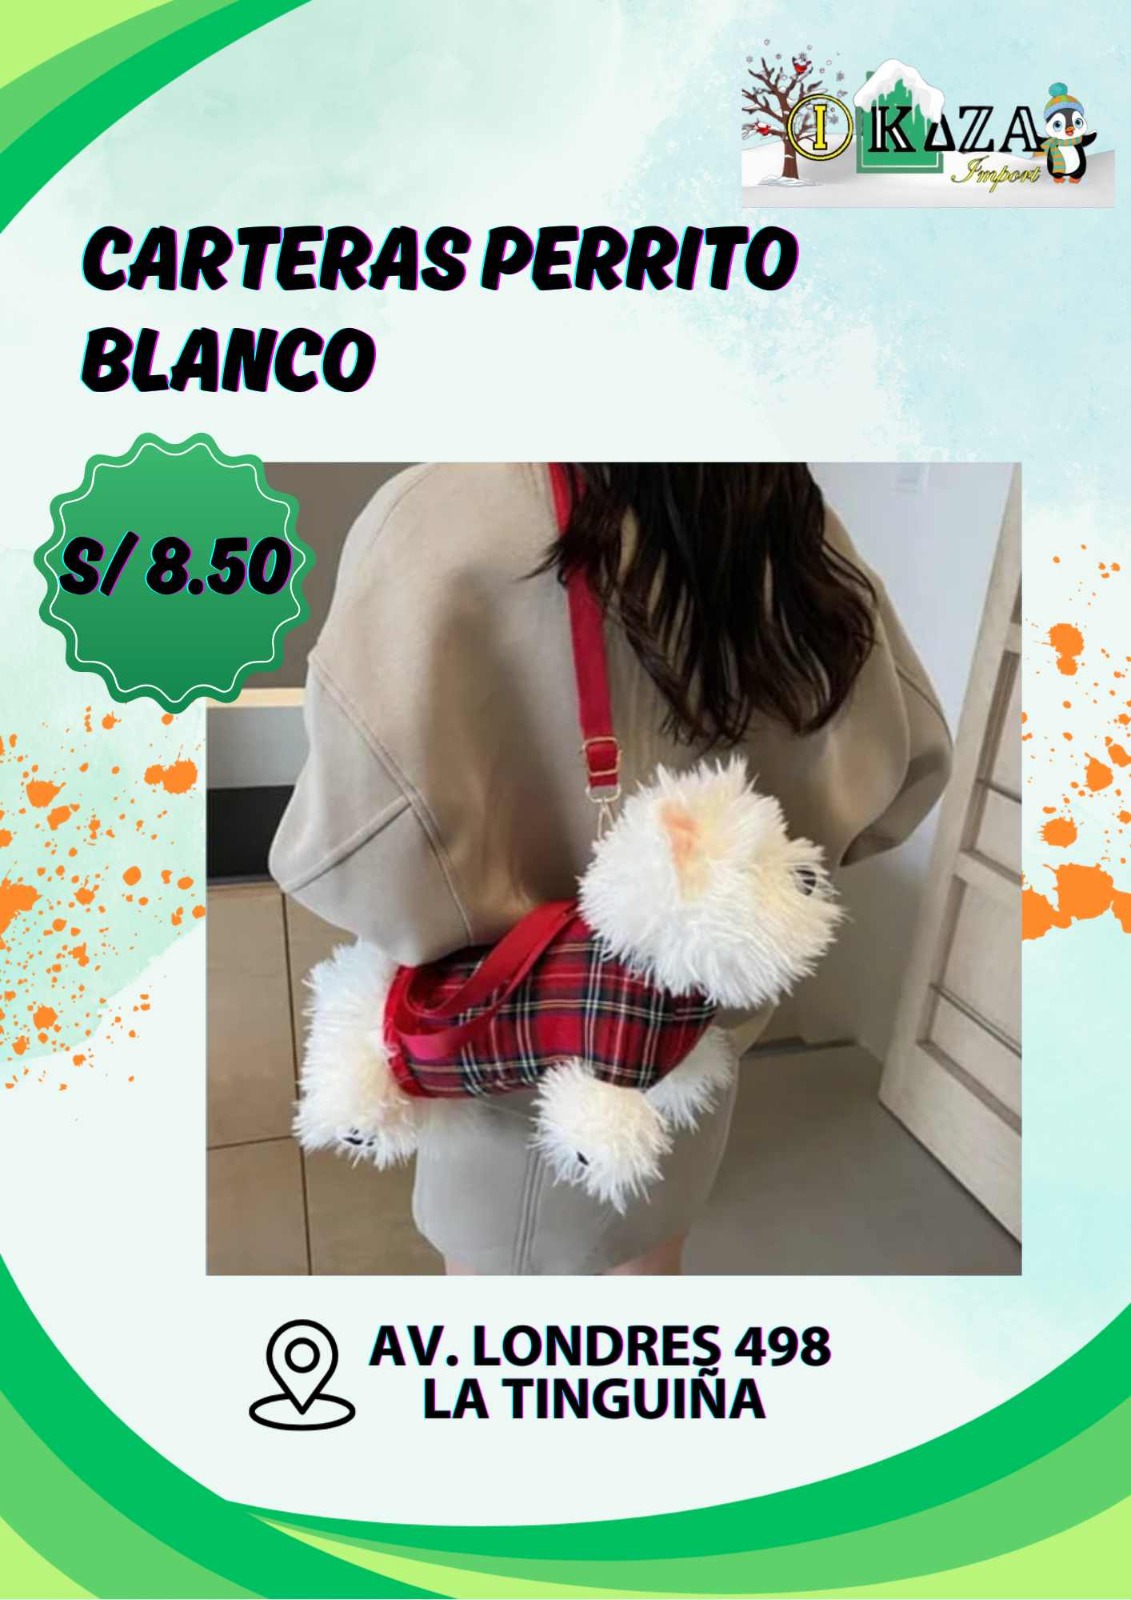 I KAZA
Import
CARTERAS PERRITO
BLANCO
S/ 8.50
AV. LONDRES 498
LA TINGUIÑA